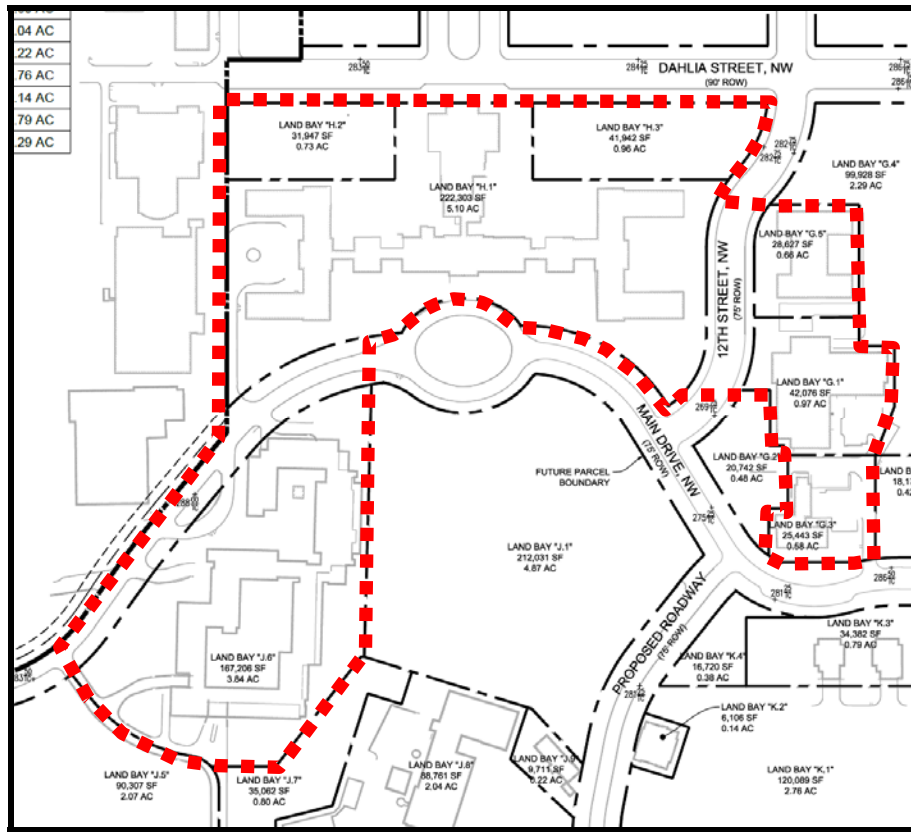 .04 AC
.22 AC
.76 AC
.14 AC
.79 AC
.29 AC
DAHLIA STREET, NW
(90' ROW)
LAND BAY "H.2"
31,947 SF
0.73 AC
LAND BAY "H.3"
41,942 SF
0.96 AC
LAND BAY "H.1"
222,303 SF
5.10 AC
LAND BAY "G.4"
99,928 SF
2.29 AC
LAND BAY "G.5"
28,627 SF
0.66 AC
12TH STREET, NW
(75' ROW)
LAND BAY "G.1"
42,076 SF
0.97 AC
MAIN DRIVE, NW
(75' ROW)
FUTURE PARCEL
BOUNDARY
LAND BAY "G.2"
20,742 SF
0.48 AC
LAND B
18,17
0.42
LAND BAY "G.3"
25,443 SF
0.58 AC
LAND BAY "J.1"
212,031 SF
4.87 AC
PROPOSED ROADWAY
(75' ROW)
LAND BAY "K.3"
34,382 SF
0.79 AC
LAND BAY "K.4"
16,720 SF
0.38 AC
LAND BAY "J.6"
167,206 SF
3.84 AC
LAND BAY "K.2"
6,106 SF
0.14 AC
LAND BAY "J.5"
90,307 SF
2.07 AC
LAND BAY "J.7"
35,062 SF
0.80 AC
LAND BAY "J.8"
88,761 SF
2.04 AC
LAND BAY "J.9
9,711 SF
0.22 AC
LAND BAY "K.1"
120,089 SF
2.76 AC